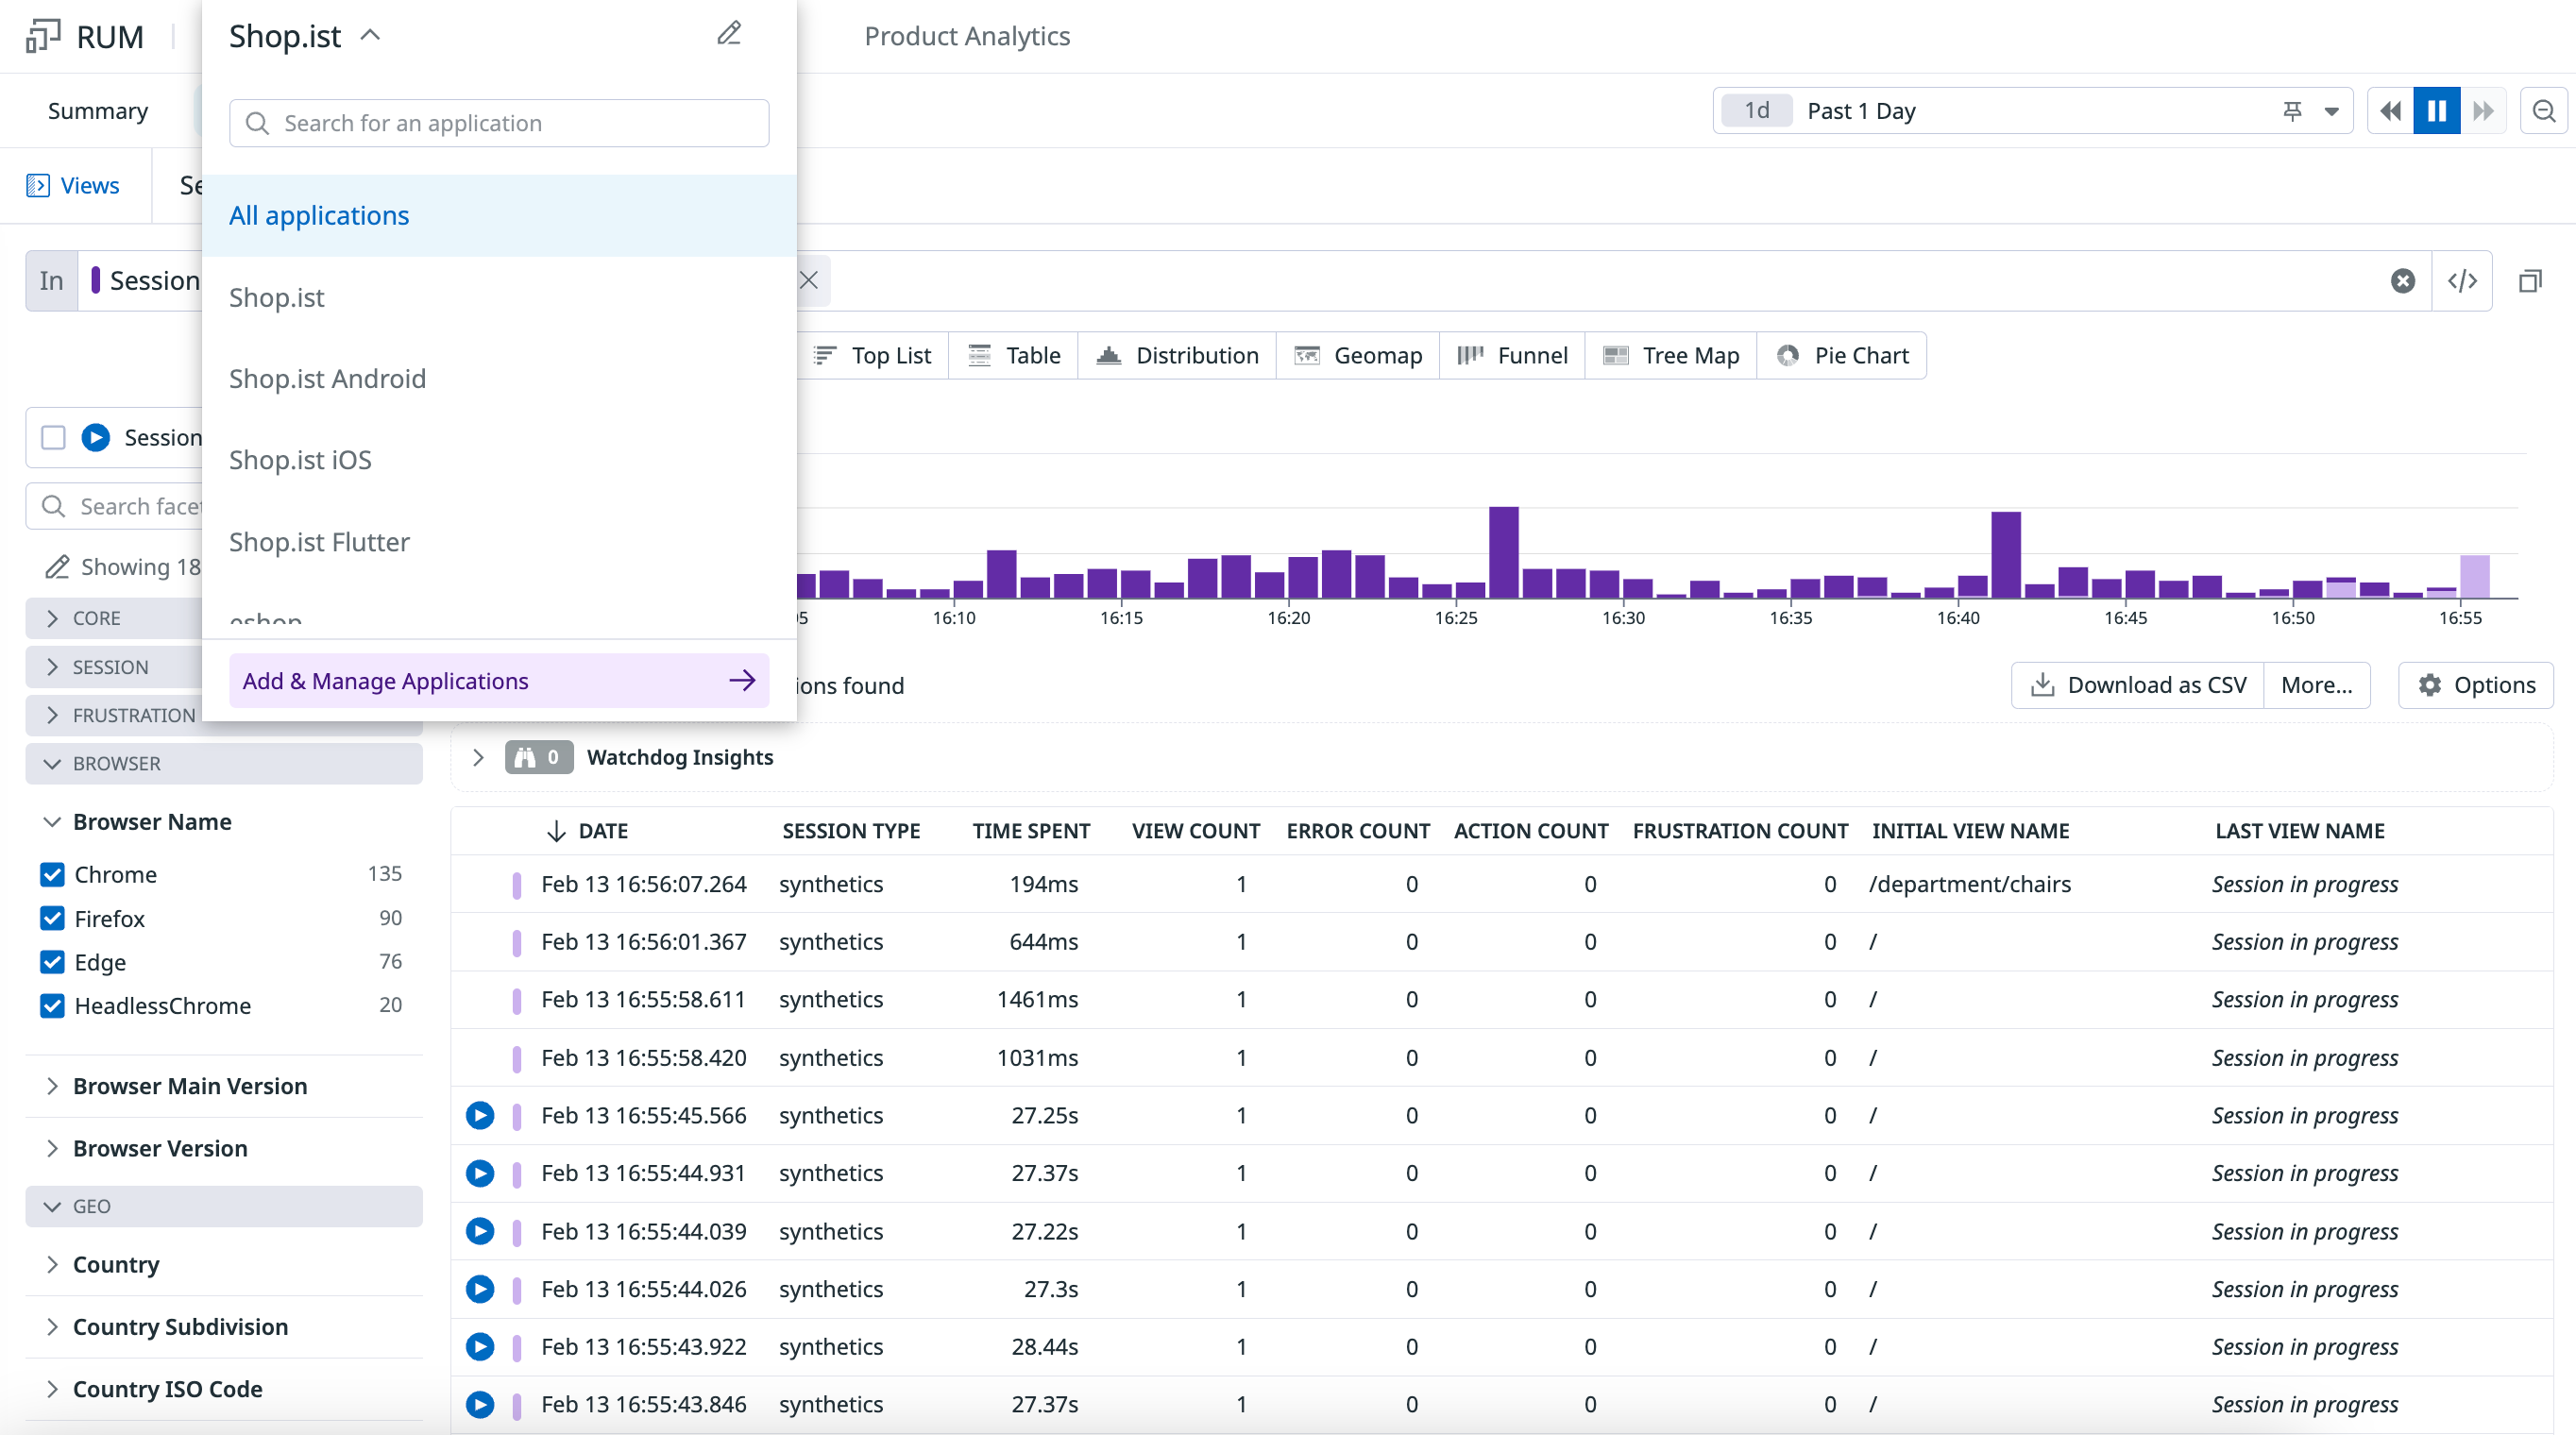 RUM
Shop.ist
Product Analytics
Summary
Search for an application
1d Past 1 Day
Views
All applications
In Session
Shop.ist
Top List Table Distribution Geomap Funnel Tree Map Pie Chart
Shop.ist Android
Session
Shop.ist iOS
Search facet
Shop.ist Flutter
Showing 18
eshop
CORE
16:10 16:15 16:20 16:25 16:30 16:35 16:40 16:45 16:50 16:55
SESSION
Add & Manage Applications
ions found
Download as CSV More... Options
FRUSTRATION
0 Watchdog Insights
BROWSER
Browser Name
Chrome 135
Firefox 90
Edge 76
HeadlessChrome 20
Browser Main Version
Browser Version
GEO
Country
Country Subdivision
Country ISO Code
DATE SESSION TYPE TIME SPENT VIEW COUNT ERROR COUNT ACTION COUNT FRUSTRATION COUNT INITIAL VIEW NAME LAST VIEW NAME
Feb 13 16:56:07.264 synthetics 194ms 1 0 0 0 /department/chairs Session in progress
Feb 13 16:56:01.367 synthetics 644ms 1 0 0 0 / Session in progress
Feb 13 16:55:58.611 synthetics 1461ms 1 0 0 0 / Session in progress
Feb 13 16:55:58.420 synthetics 1031ms 1 0 0 0 / Session in progress
Feb 13 16:55:45.566 synthetics 27.25s 1 0 0 0 / Session in progress
Feb 13 16:55:44.931 synthetics 27.37s 1 0 0 0 / Session in progress
Feb 13 16:55:44.039 synthetics 27.22s 1 0 0 0 / Session in progress
Feb 13 16:55:44.026 synthetics 27.3s 1 0 0 0 / Session in progress
Feb 13 16:55:43.922 synthetics 28.44s 1 0 0 0 / Session in progress
Feb 13 16:55:43.846 synthetics 27.37s 1 0 0 0 / Session in progress